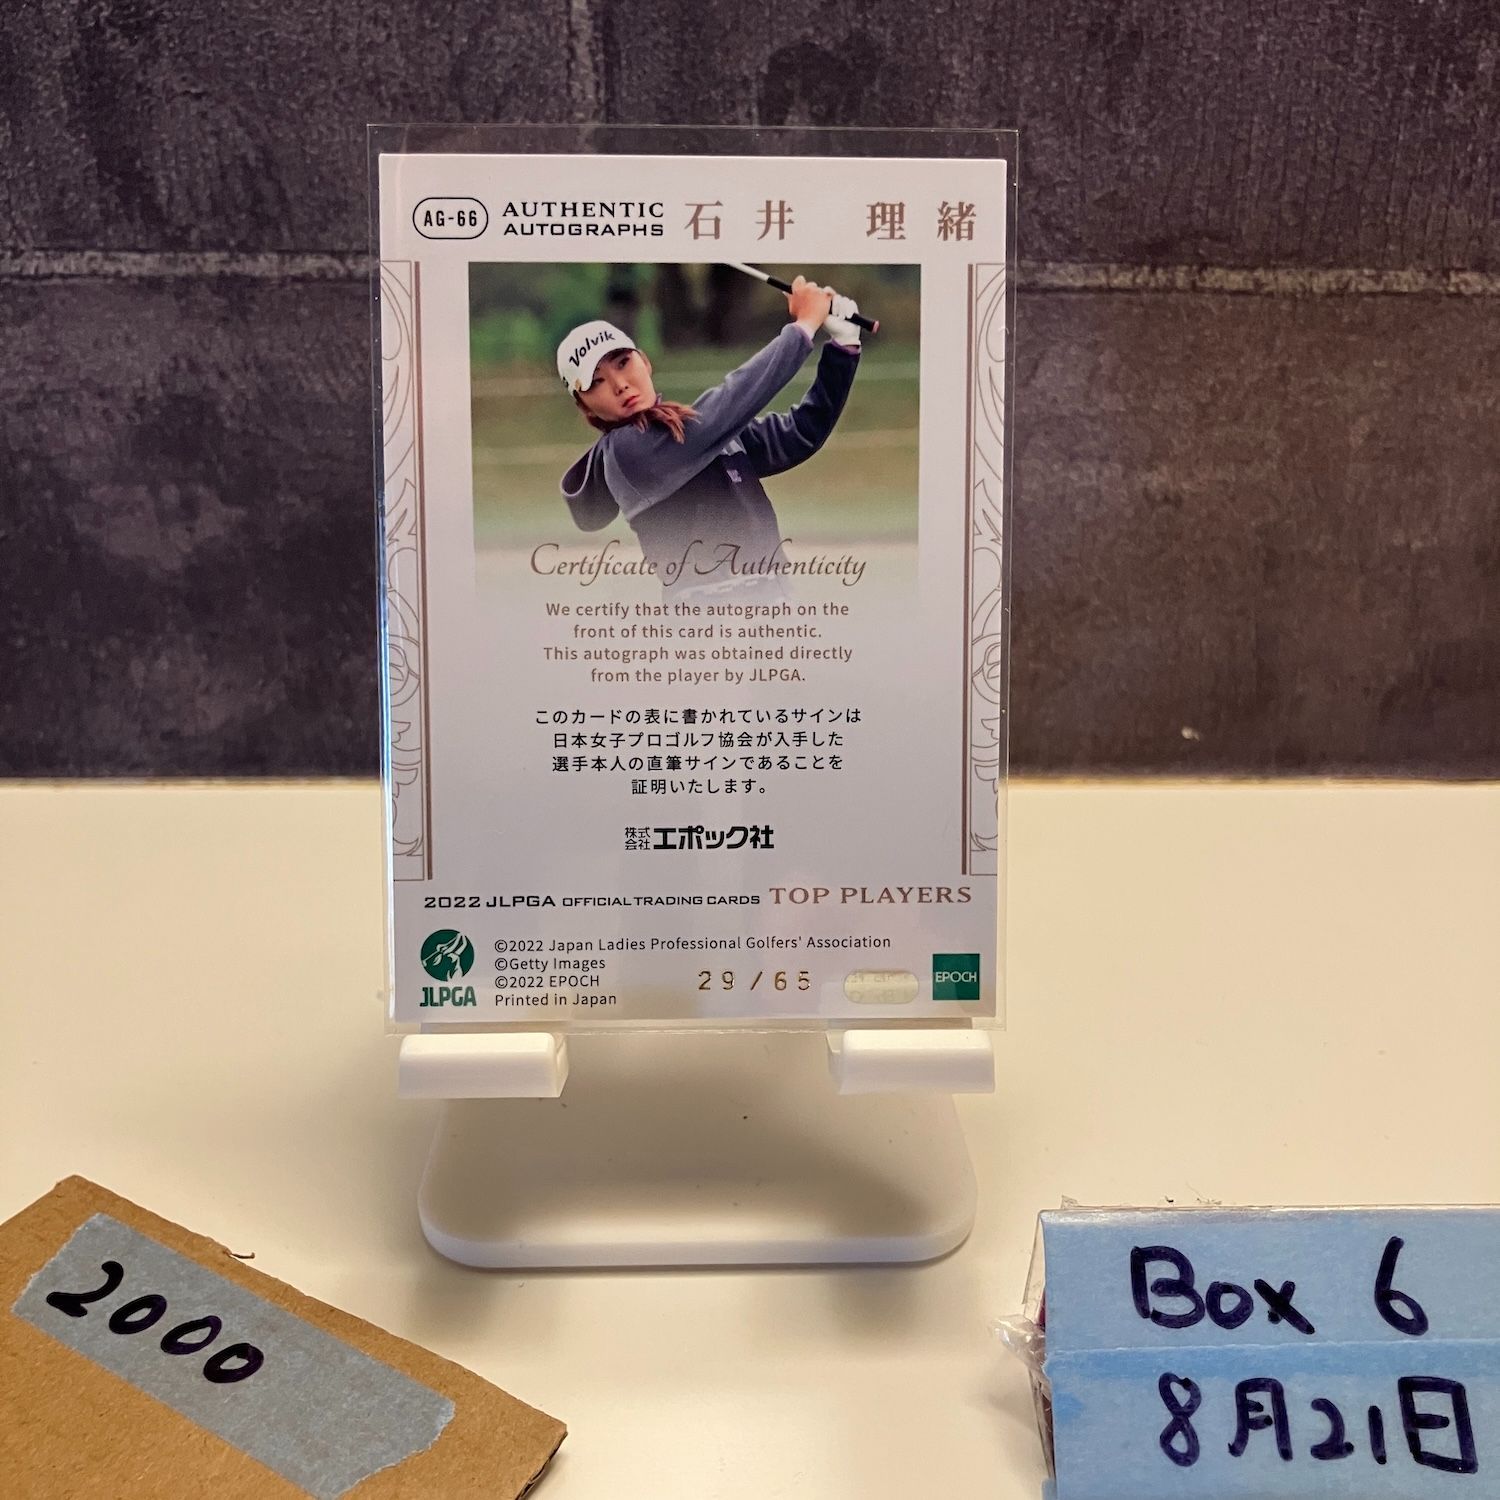 AG-66
AUTHENTIC
AUTOGRAPHS
石井 理緒
Volvik
Certificate of Authenticity
We certify that the autograph on the
front of this card is authentic.
This autograph was obtained directly
from the player by JLPGA.
このカードの表に書かれているサインは
日本女子プロゴルフ協会が入手した
選手本人の直筆サインであることを
証明いたします。
株式会社エポック社
2022 JLPGA OFFICIAL TRADING CARDS TOP PLAYERS
JLPGA
©2022 Japan Ladies Professional Golfers' Association
©Getty Images
©2022 EPOCH
Printed in Japan
29/65
EPOCH
2000
Box 6
8月21日